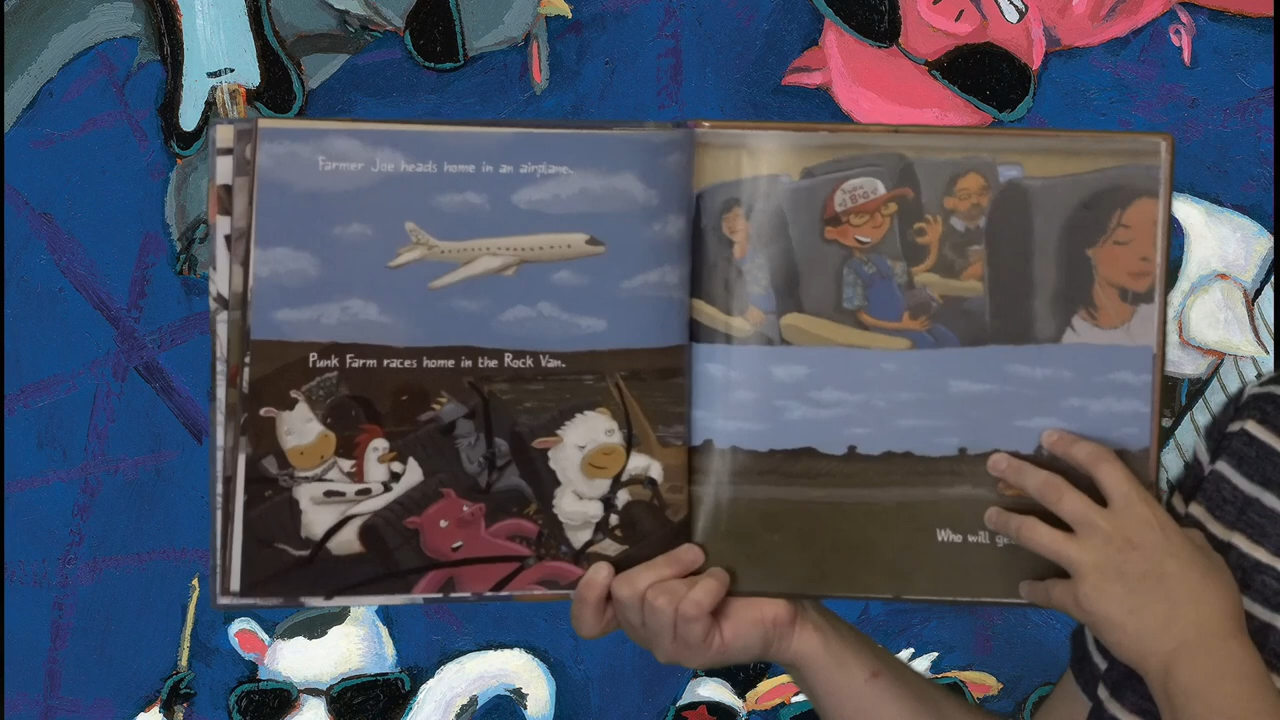 Farmer Joe heads home in an airplane.
Punk Farm races home in the Rock Van.
Who will